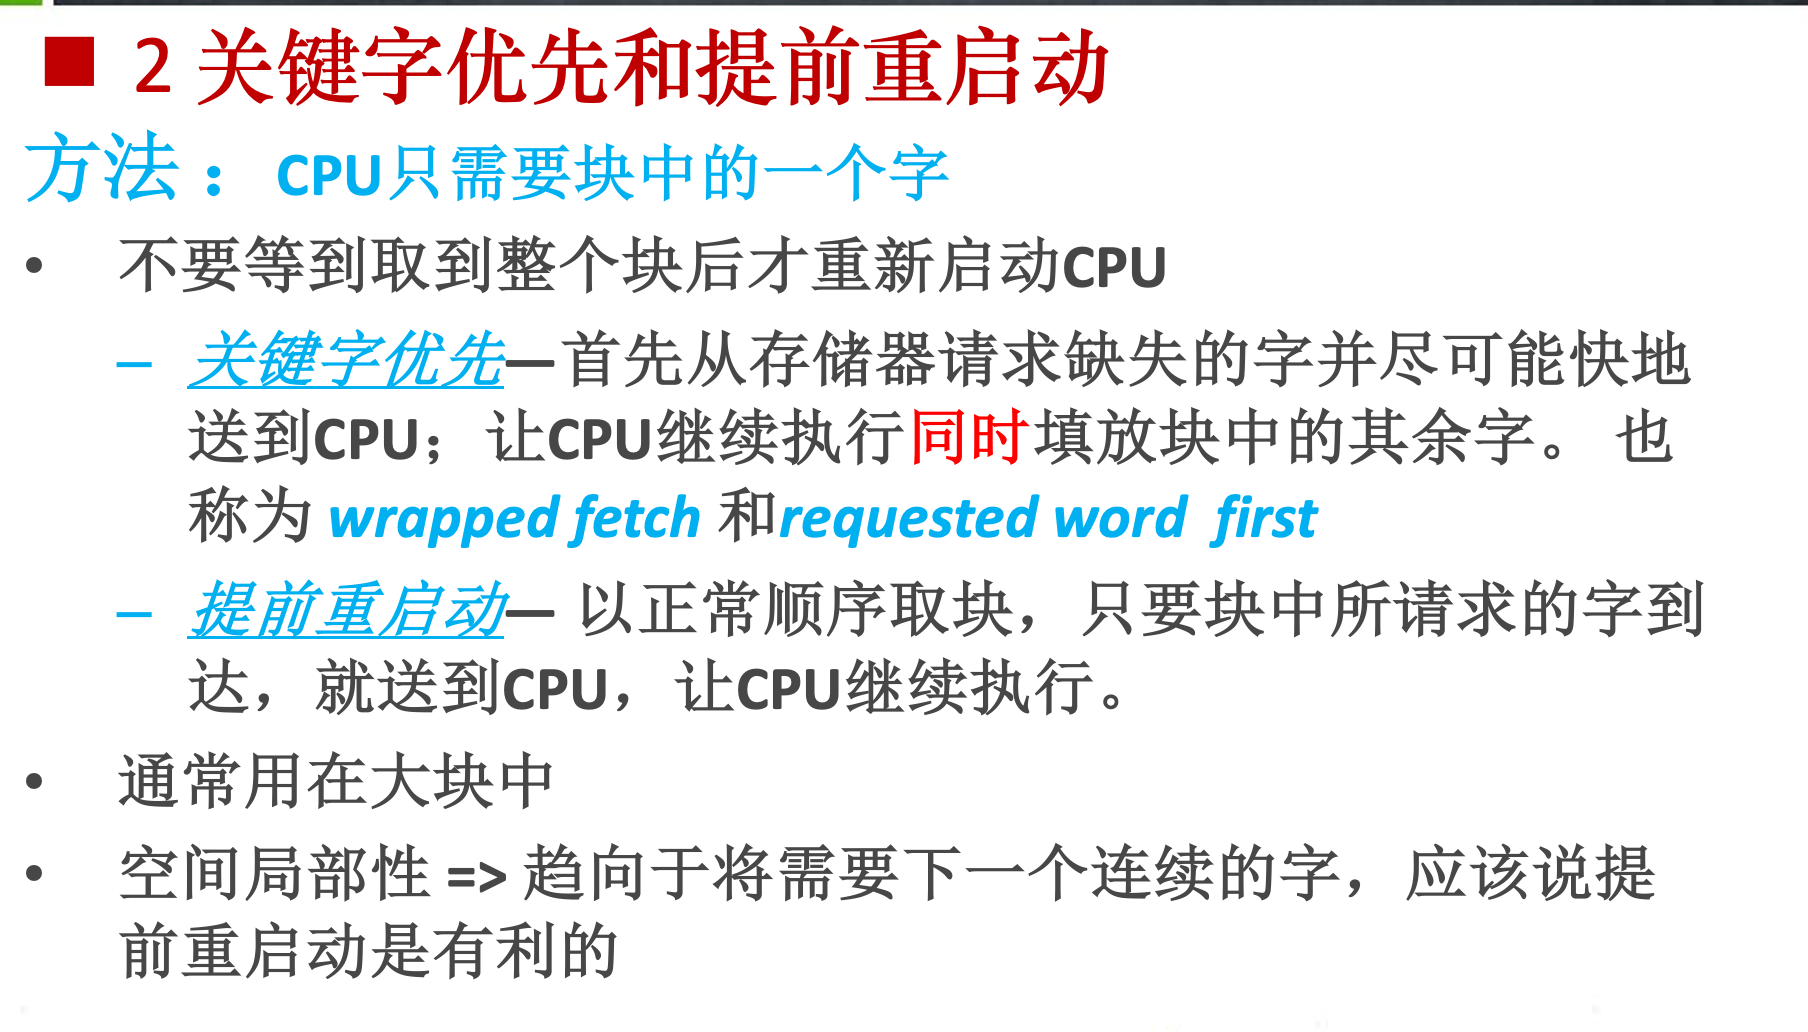 2 关键字优先和提前重启动
方法 ： CPU只需要块中的一个字
• 不要等到取到整个块后才重新启动CPU
– 关键字优先—首先从存储器请求缺失的字并尽可能快地
送到CPU；让CPU继续执行同时填放块中的其余字。 也
称为 wrapped fetch 和requested word first
– 提前重启动— 以正常顺序取块，只要块中所请求的字到
达，就送到CPU，让CPU继续执行。
• 通常用在大块中
• 空间局部性 => 趋向于将需要下一个连续的字，应该说提
前重启动是有利的